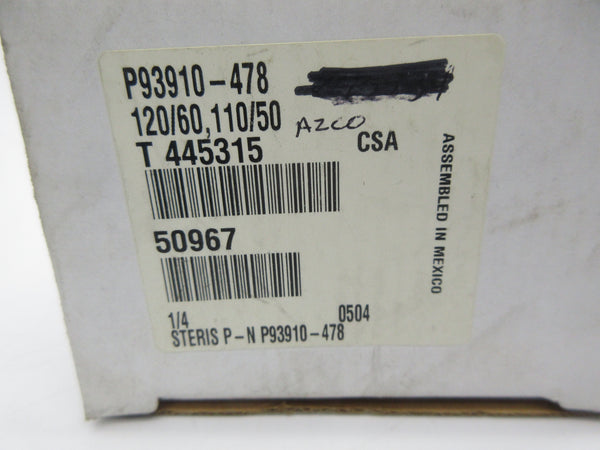 P93910-478
120/60,110/50 AZCO
T 445315 CSA
50967
1/4 0504
STERIS P-N P93910-478
ASSEMBLED IN MEXICO